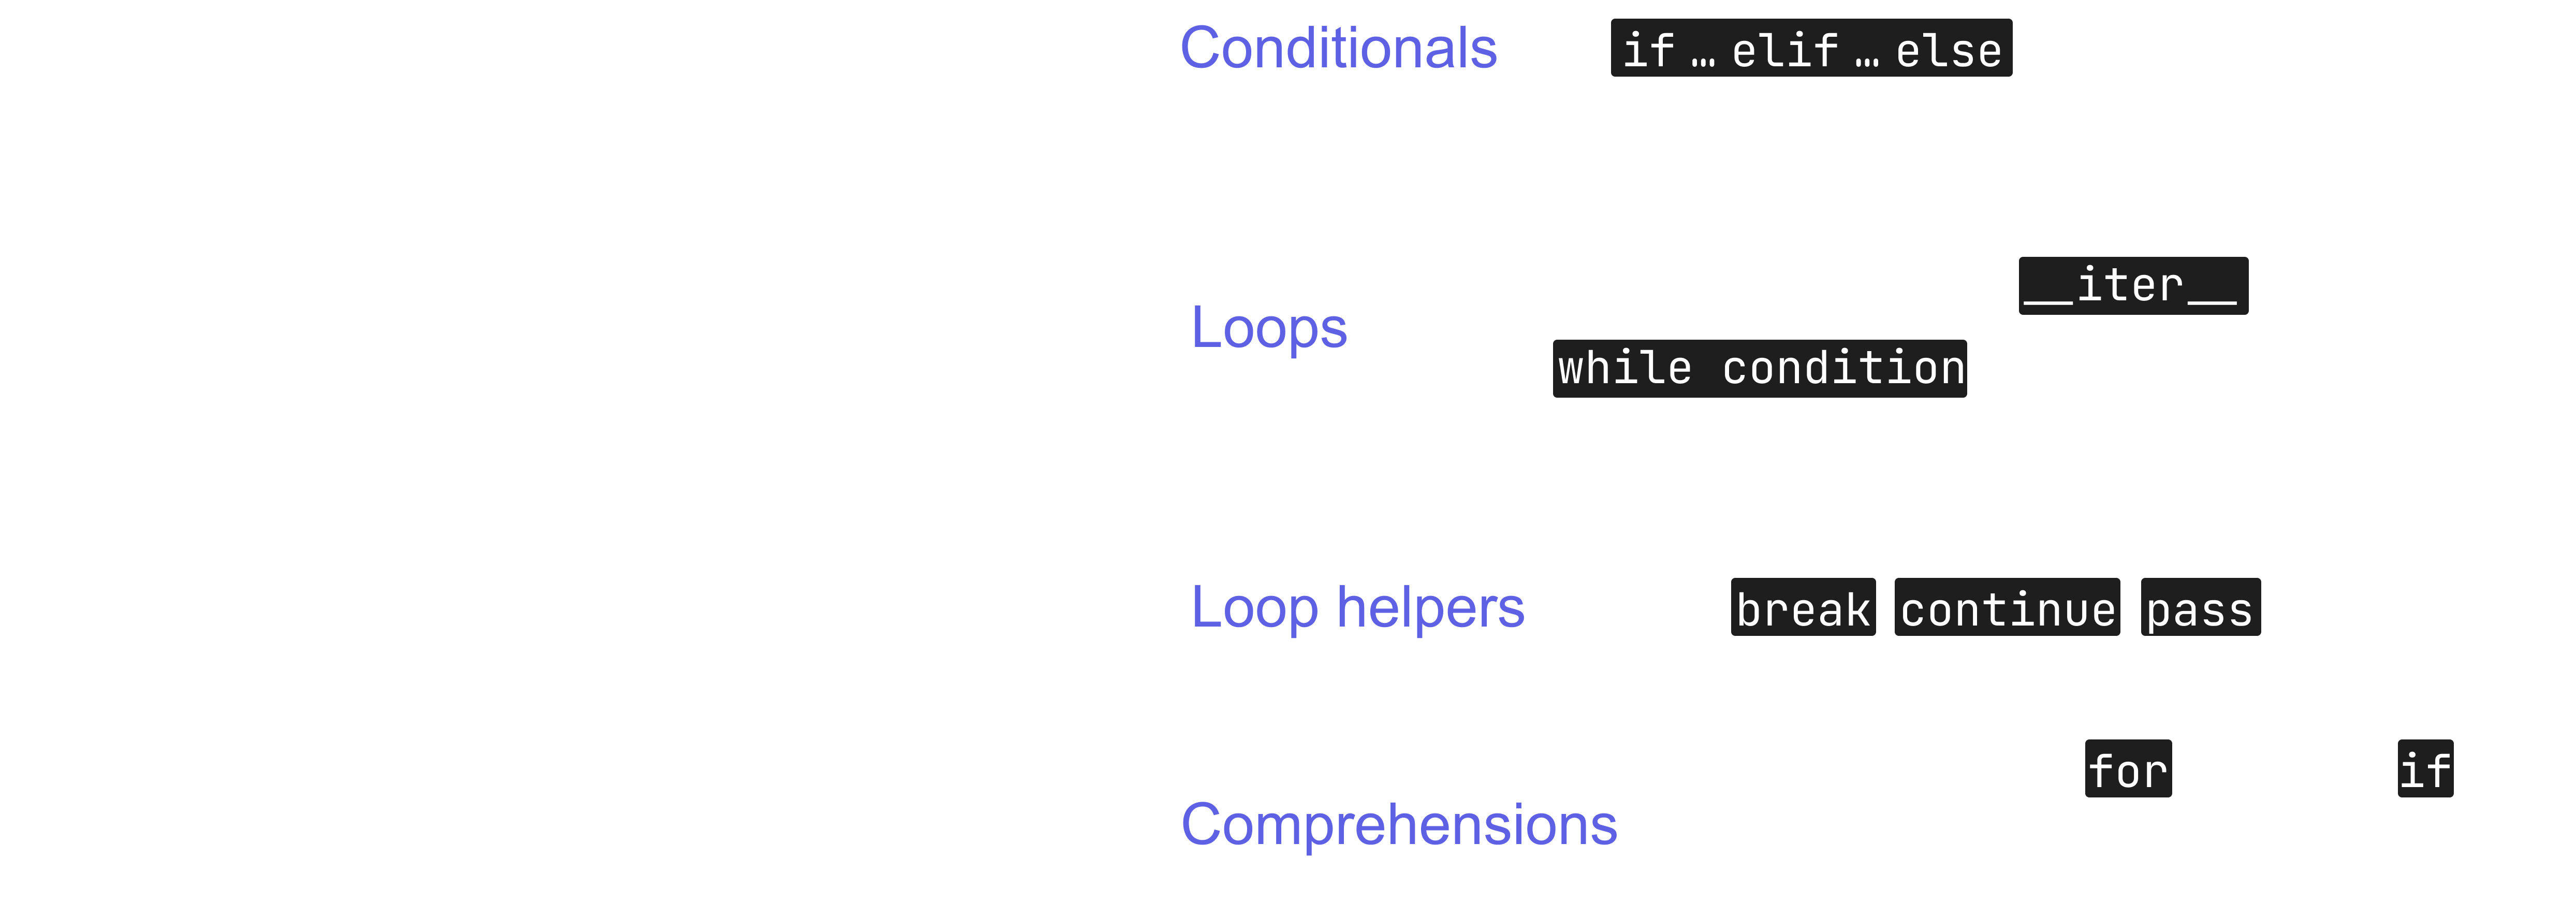 Conditionals if … elif … else
__iter__
Loops
while condition
Loop helpers break continue pass
for if
Comprehensions